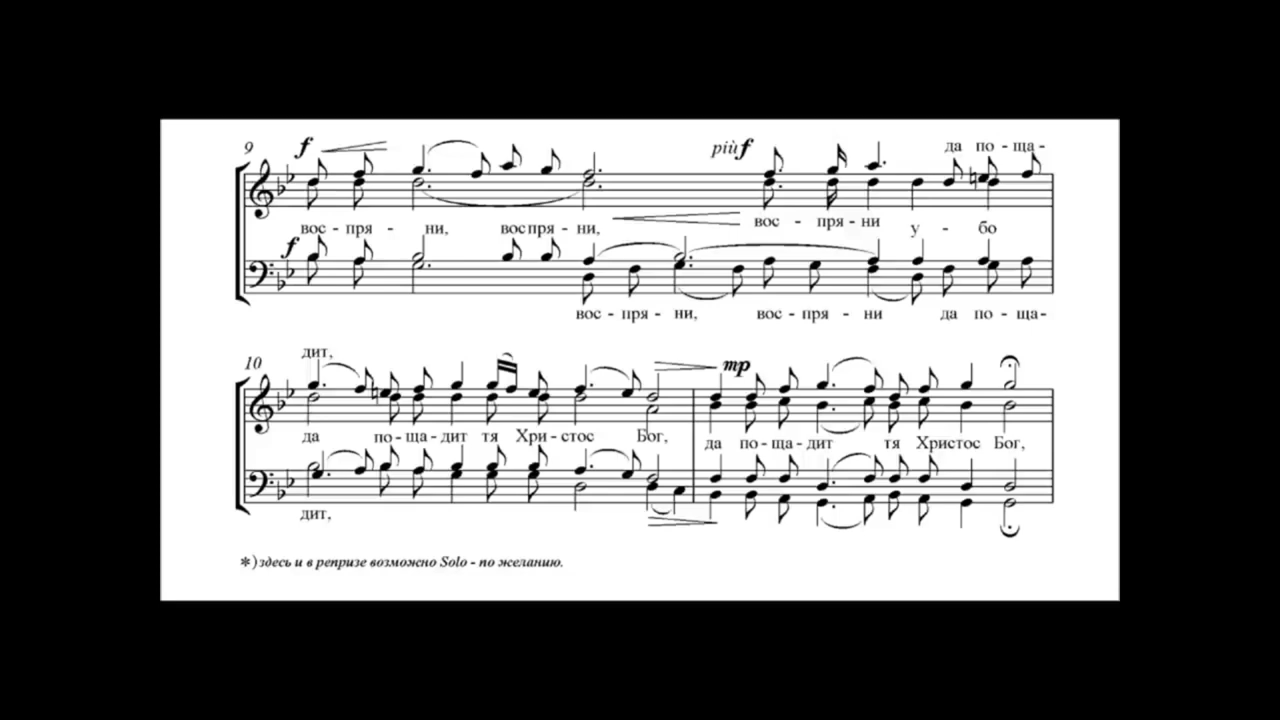 9 f più f да по - ща-
вос - пря - ни, воспря - ни, вос - пря - ни у - бо
f
вос - пря - ни, вос - пря - ни да по - ща-
10 дит, mp
да по - ща - дит тя Хри - стос Бог, да по - ща - дит тя Христос Бог,
дит,
*) здесь и в репризе возможно Solo - по желанию.